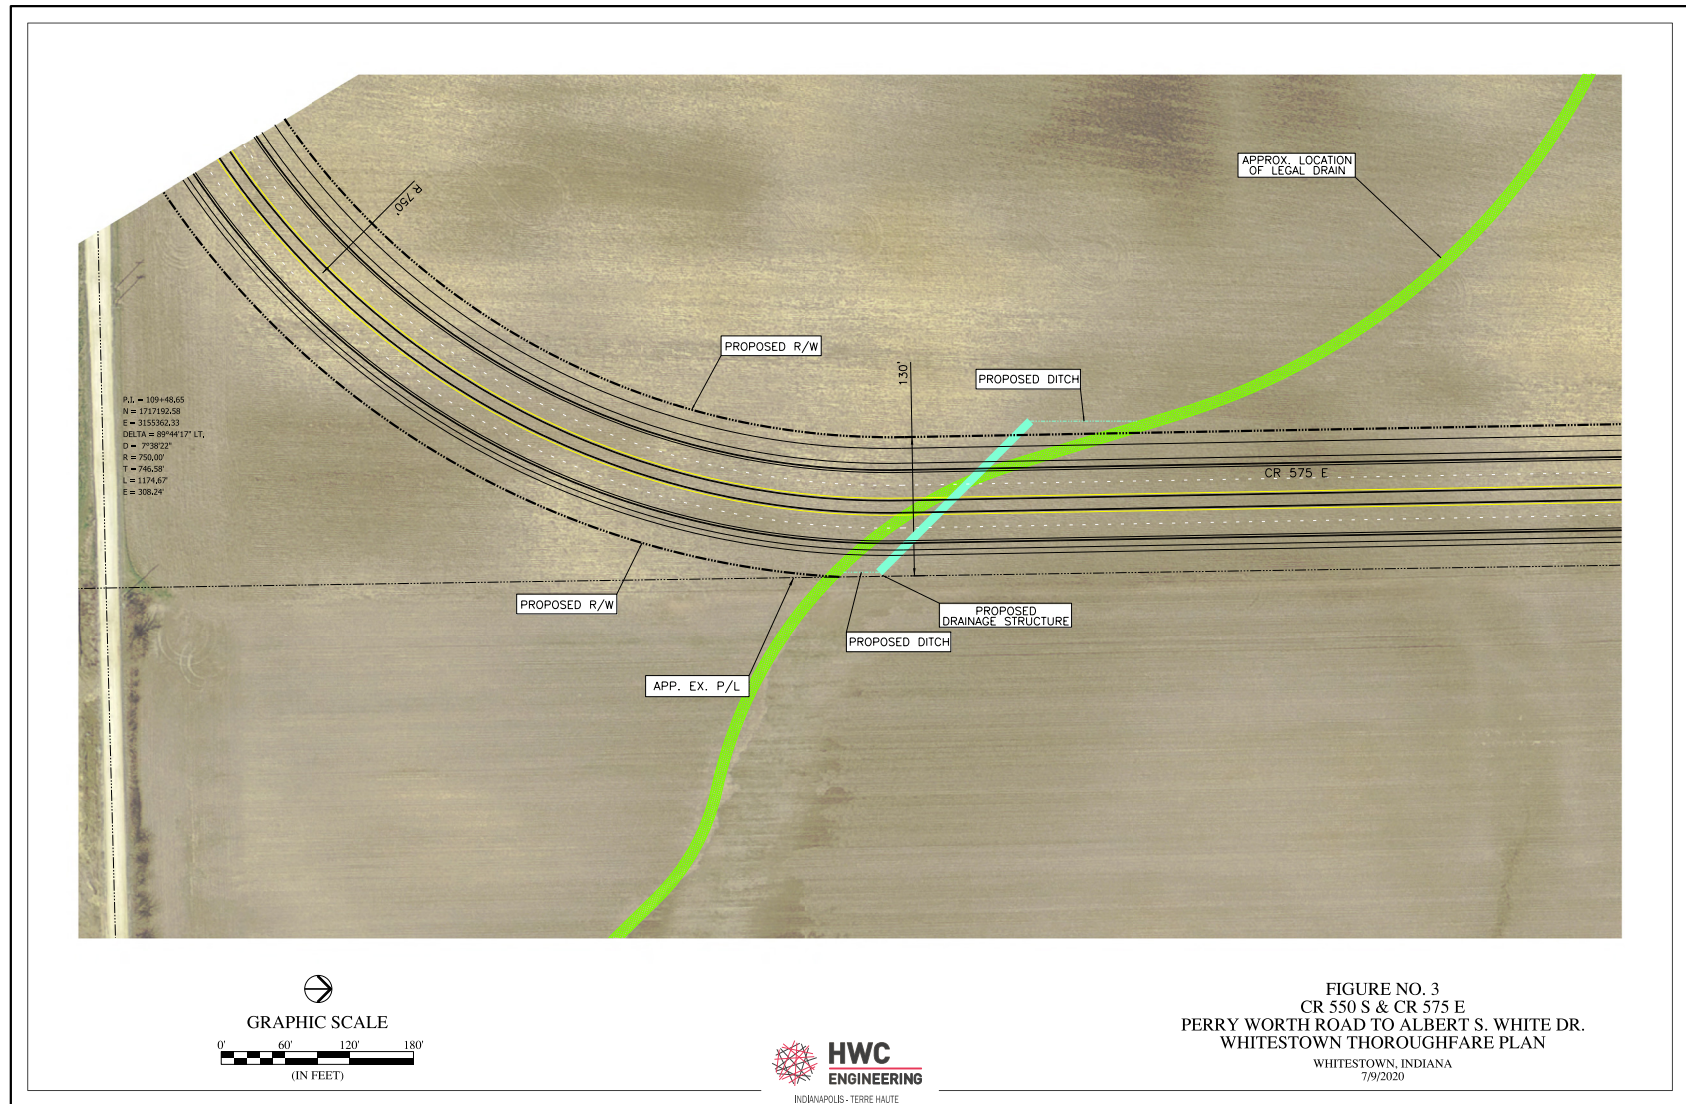 APPROX. LOCATION
OF LEGAL DRAIN
R 750'
PROPOSED R/W
130'
PROPOSED DITCH
P.I. = 109+48.65
N = 1717192.58
E = 3155362.33
DELTA = 89°44'17" LT.
D = 7°38'22"
R = 750.00'
T = 746.58'
L = 1174.67'
E = 308.24'
CR 575 E
PROPOSED R/W
PROPOSED
DRAINAGE STRUCTURE
PROPOSED DITCH
APP. EX. P/L
GRAPHIC SCALE
0' 60' 120' 180'
(IN FEET)
HWC
ENGINEERING
INDIANAPOLIS - TERRE HAUTE
FIGURE NO. 3
CR 550 S & CR 575 E
PERRY WORTH ROAD TO ALBERT S. WHITE DR.
WHITESTOWN THOROUGHFARE PLAN
WHITESTOWN, INDIANA
7/9/2020